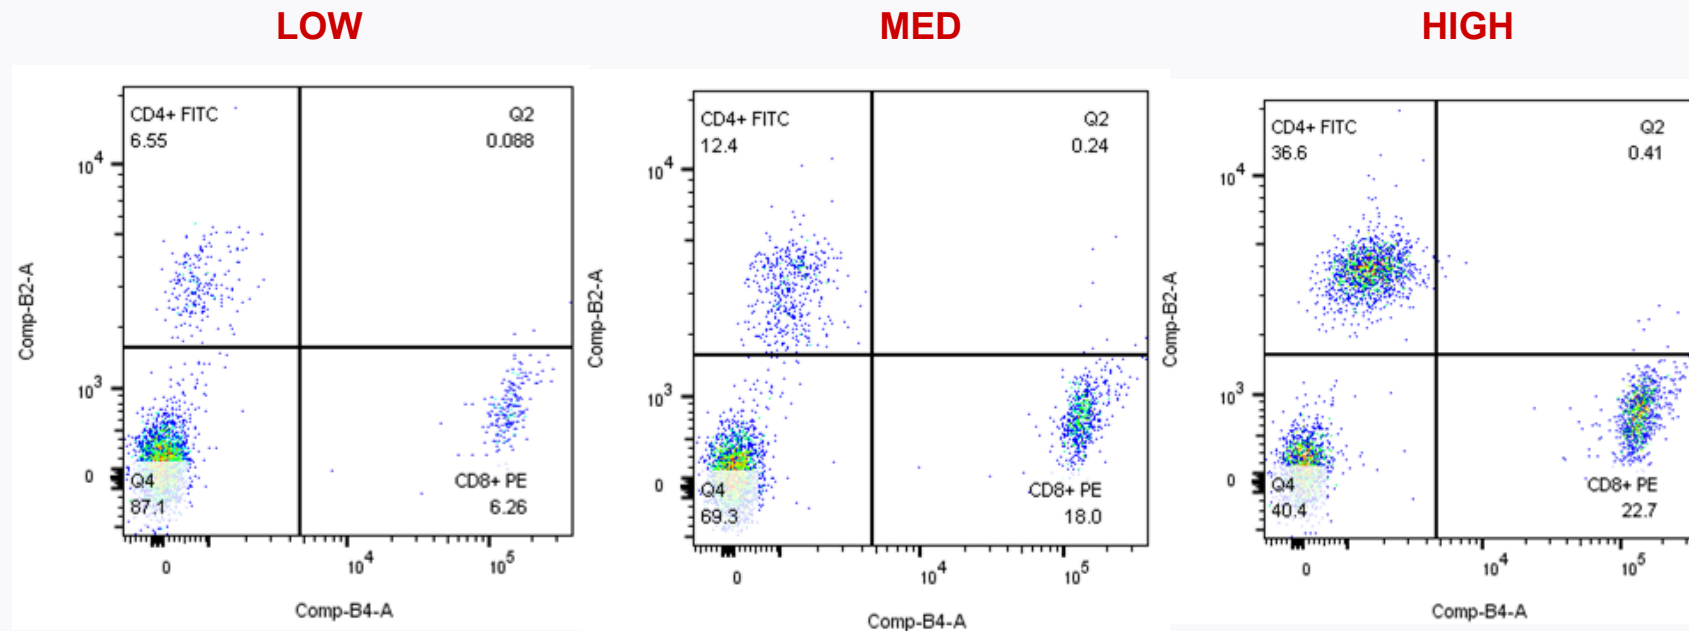 LOW
CD4+ FITC
6.55
Q2
0.088
10^4
10^3
0
Q4
87.1
CD8+ PE
6.26
0
10^4
10^5
Comp-B2-A
Comp-B4-A
MED
CD4+ FITC
12.4
Q2
0.24
10^4
10^3
0
Q4
69.3
CD8+ PE
18.0
0
10^4
10^5
Comp-B2-A
Comp-B4-A
HIGH
CD4+ FITC
36.6
Q2
0.41
10^4
10^3
0
Q4
40.4
CD8+ PE
22.7
0
10^4
10^5
Comp-B2-A
Comp-B4-A